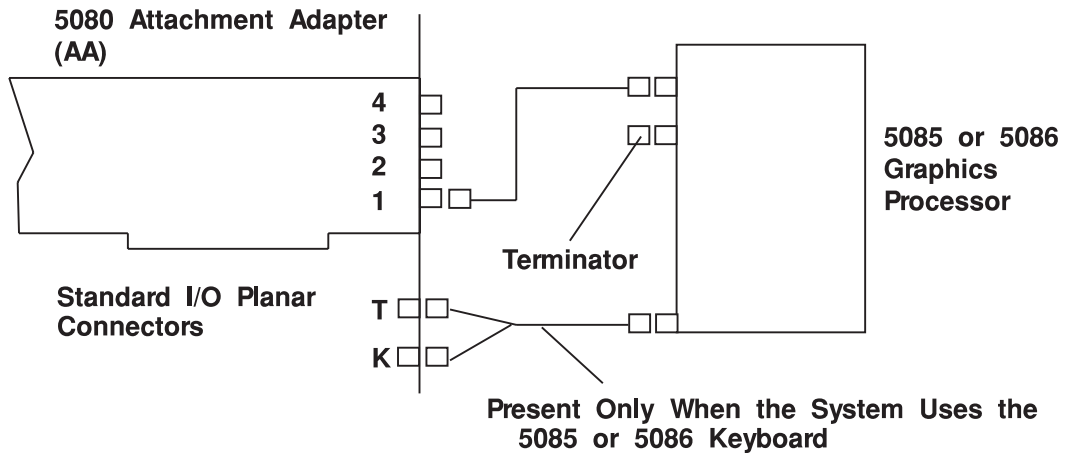 5080 Attachment Adapter
(AA)
4
3
2
1
5085 or 5086
Graphics
Processor
Terminator
Standard I/O Planar
Connectors
T
K
Present Only When the System Uses the
5085 or 5086 Keyboard